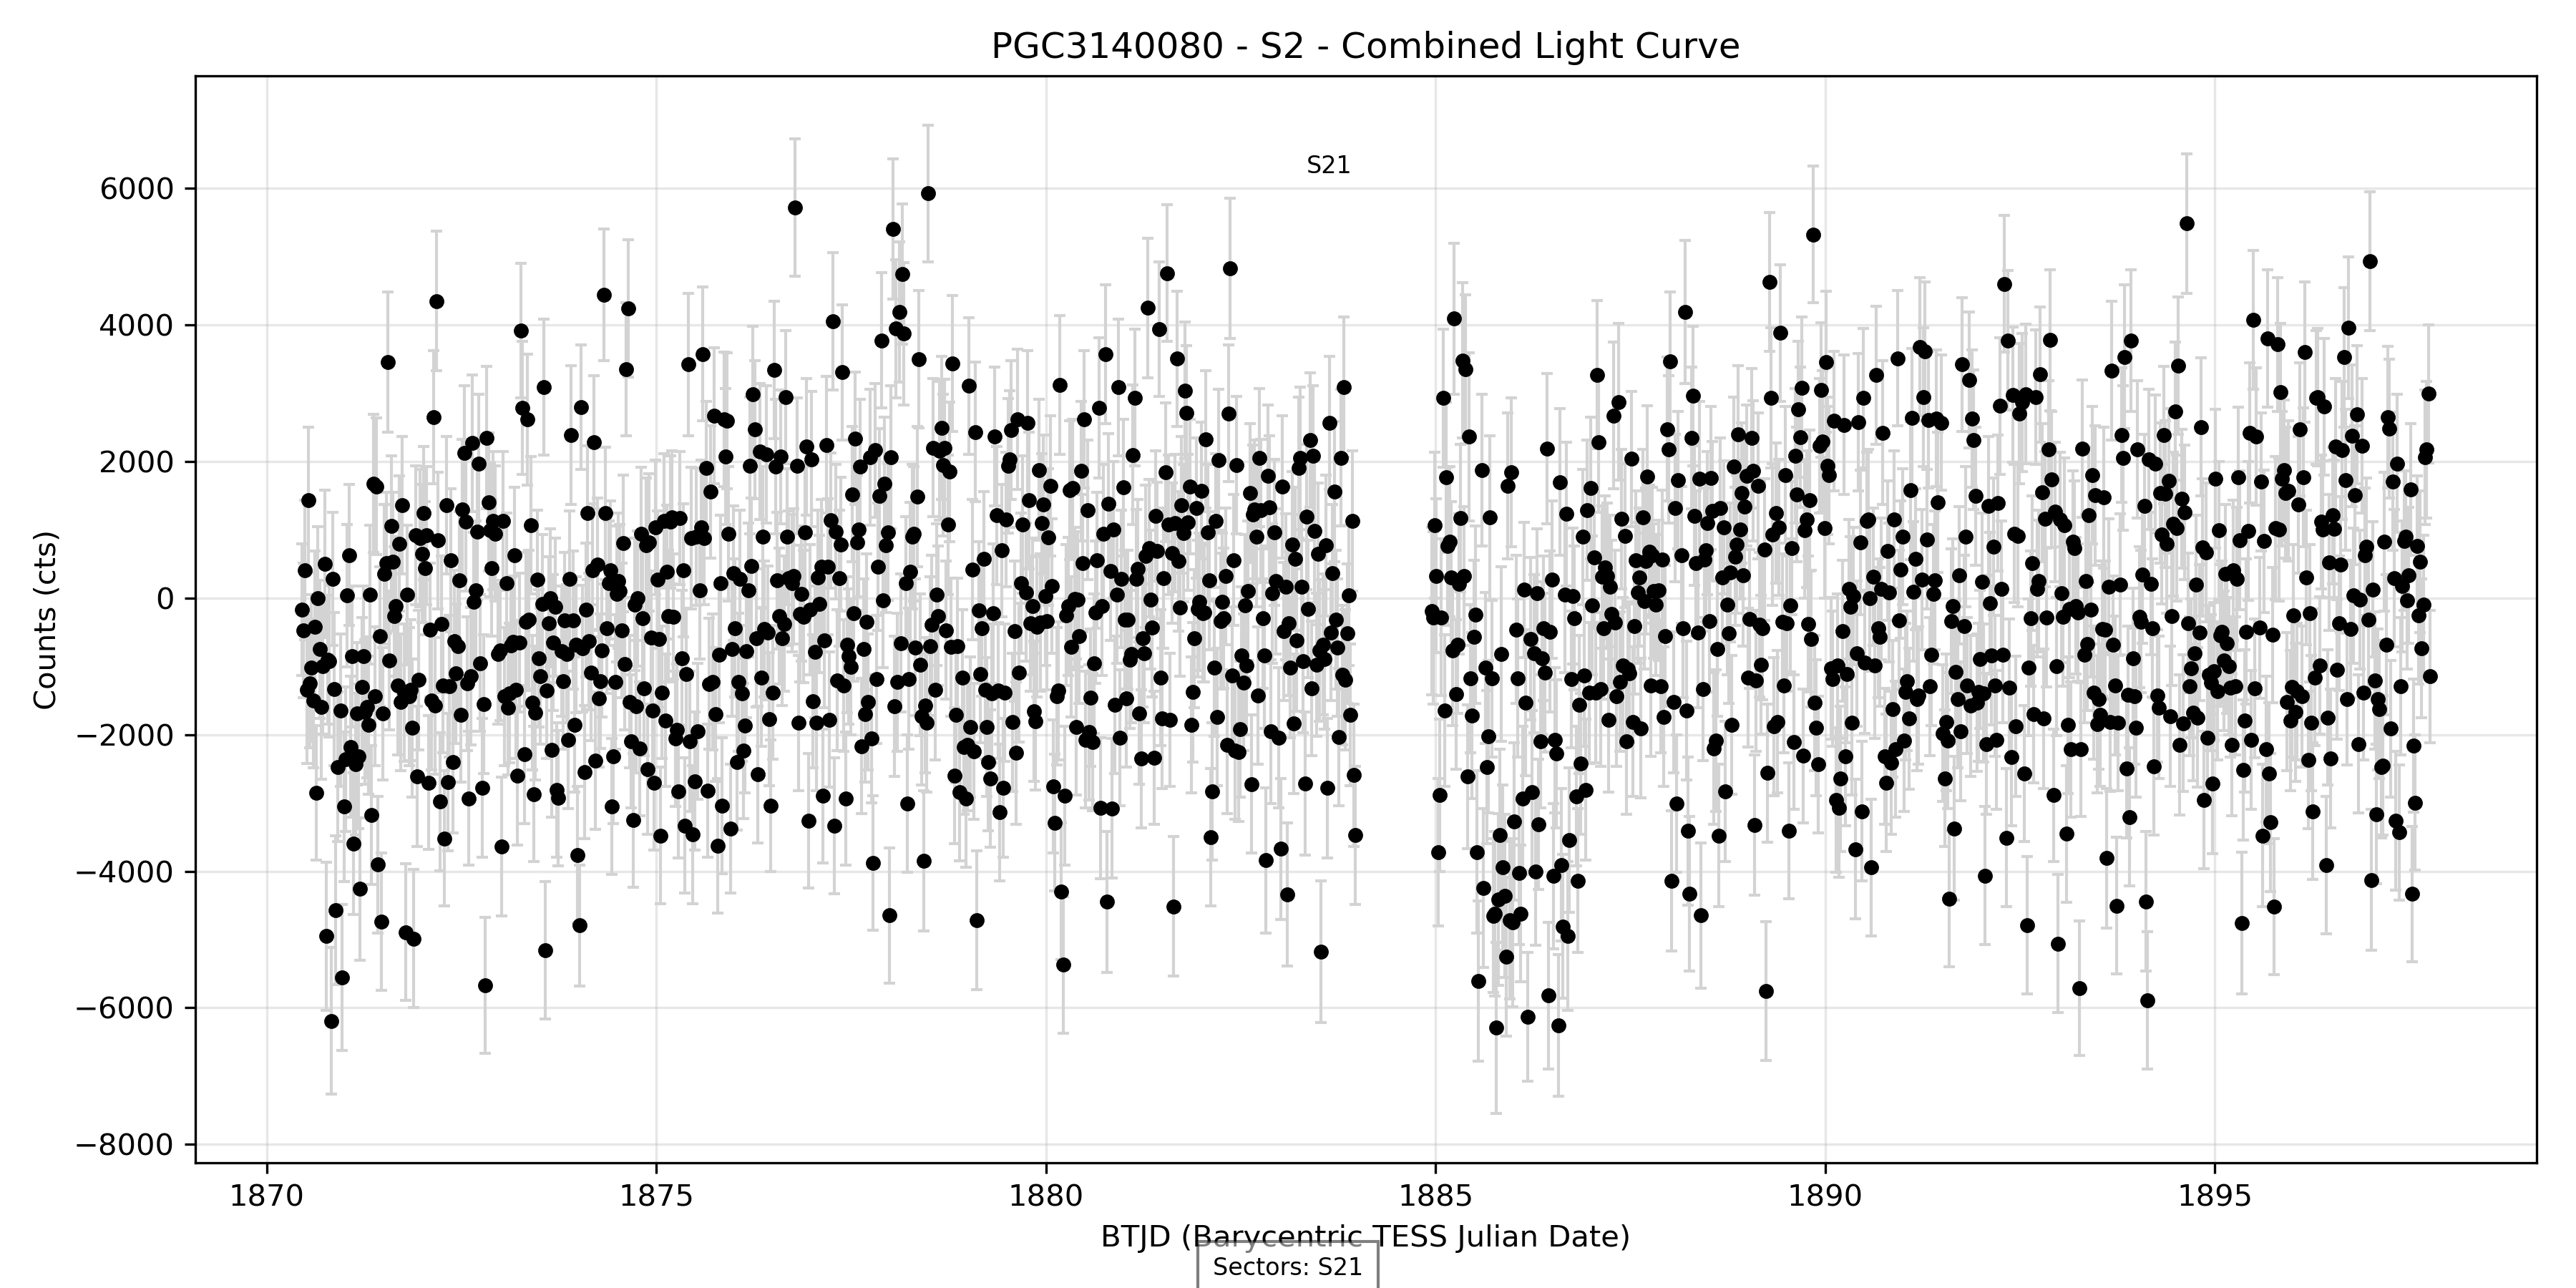 PGC3140080 - S2 - Combined Light Curve
S21
Counts (cts)
6000
4000
2000
0
−2000
−4000
−6000
−8000
1870
1875
1880
1885
1890
1895
BTJD (Barycentric TESS Julian Date)
Sectors: S21